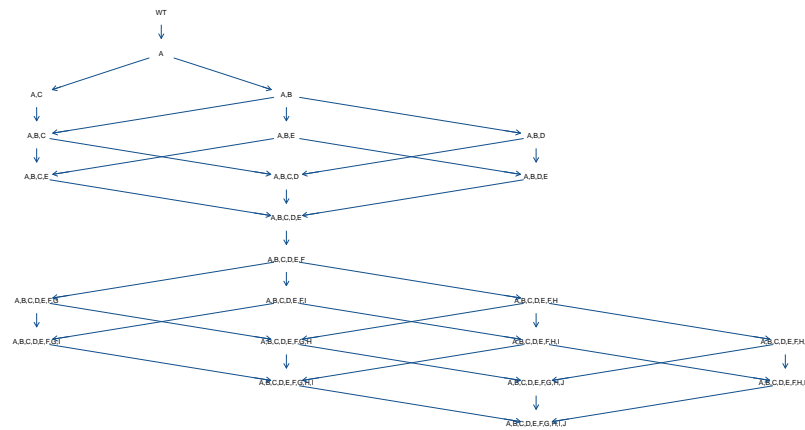 WT
A
A,C
A,B
A,B,C
A,B,E
A,B,D
A,B,C,E
A,B,C,D
A,B,D,E
A,B,C,D,E
A,B,C,D,E,F
A,B,C,D,E,F,G
A,B,C,D,E,F,I
A,B,C,D,E,F,H
A,B,C,D,E,F,G,I
A,B,C,D,E,F,G,H
A,B,C,D,E,F,H,I
A,B,C,D,E,F,H,
A,B,C,D,E,F,G,H,I
A,B,C,D,E,F,G,H,J
A,B,C,D,E,F,H,
A,B,C,D,E,F,G,H,I,J